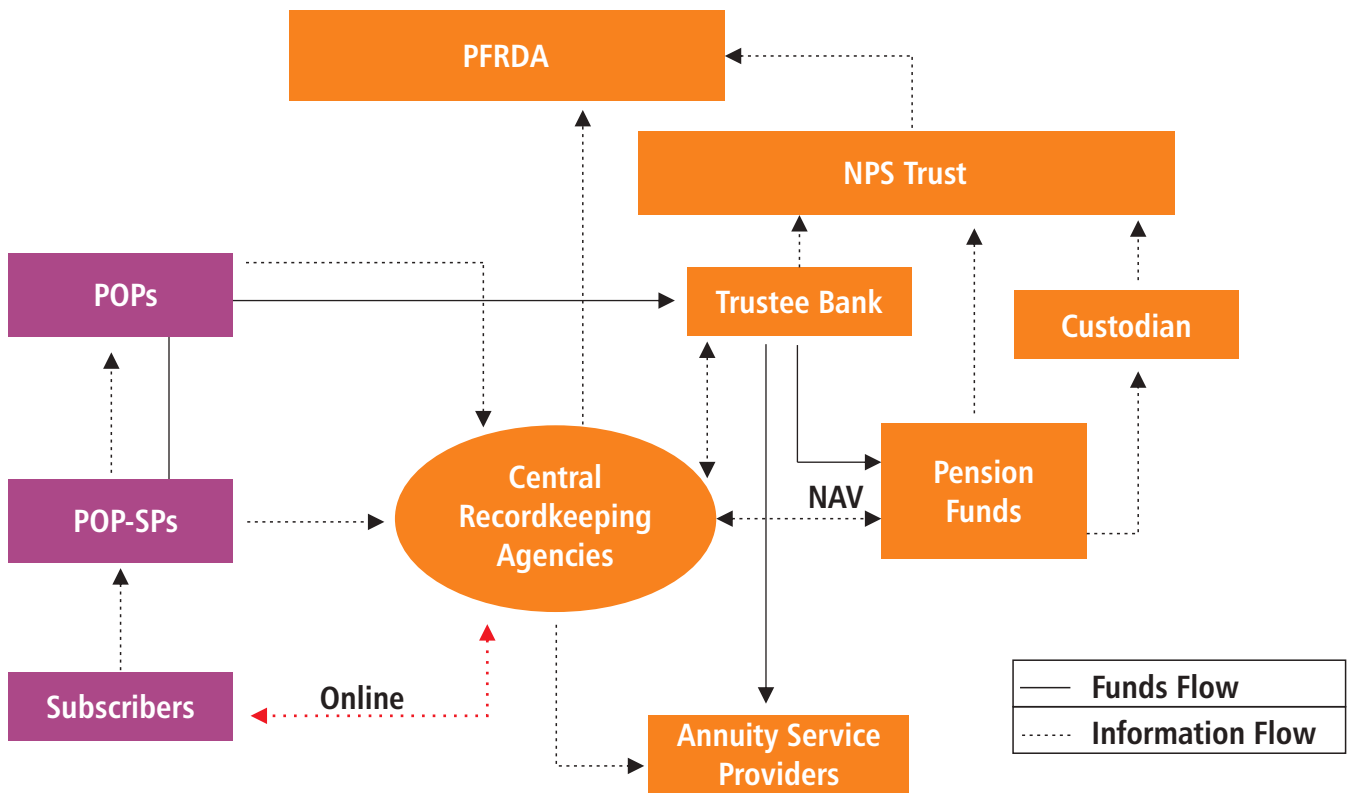 PFRDA
NPS Trust
POPs
Trustee Bank
Custodian
Central
Recordkeeping
Agencies
NAV
Pension
Funds
POP-SPs
Subscribers
Online
Annuity Service
Providers
Funds Flow
Information Flow